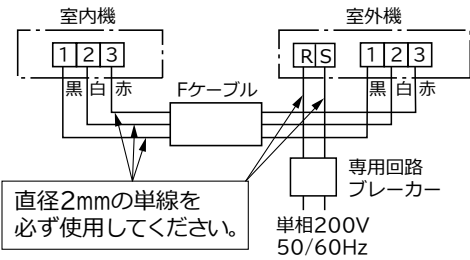 室内機
室外機
1 2 3
R S
1 2 3
黒 白 赤
Fケーブル
黒 白 赤
直径2mmの単線を
必ず使用してください。
専用回路
ブレーカー
単相200V
50/60Hz